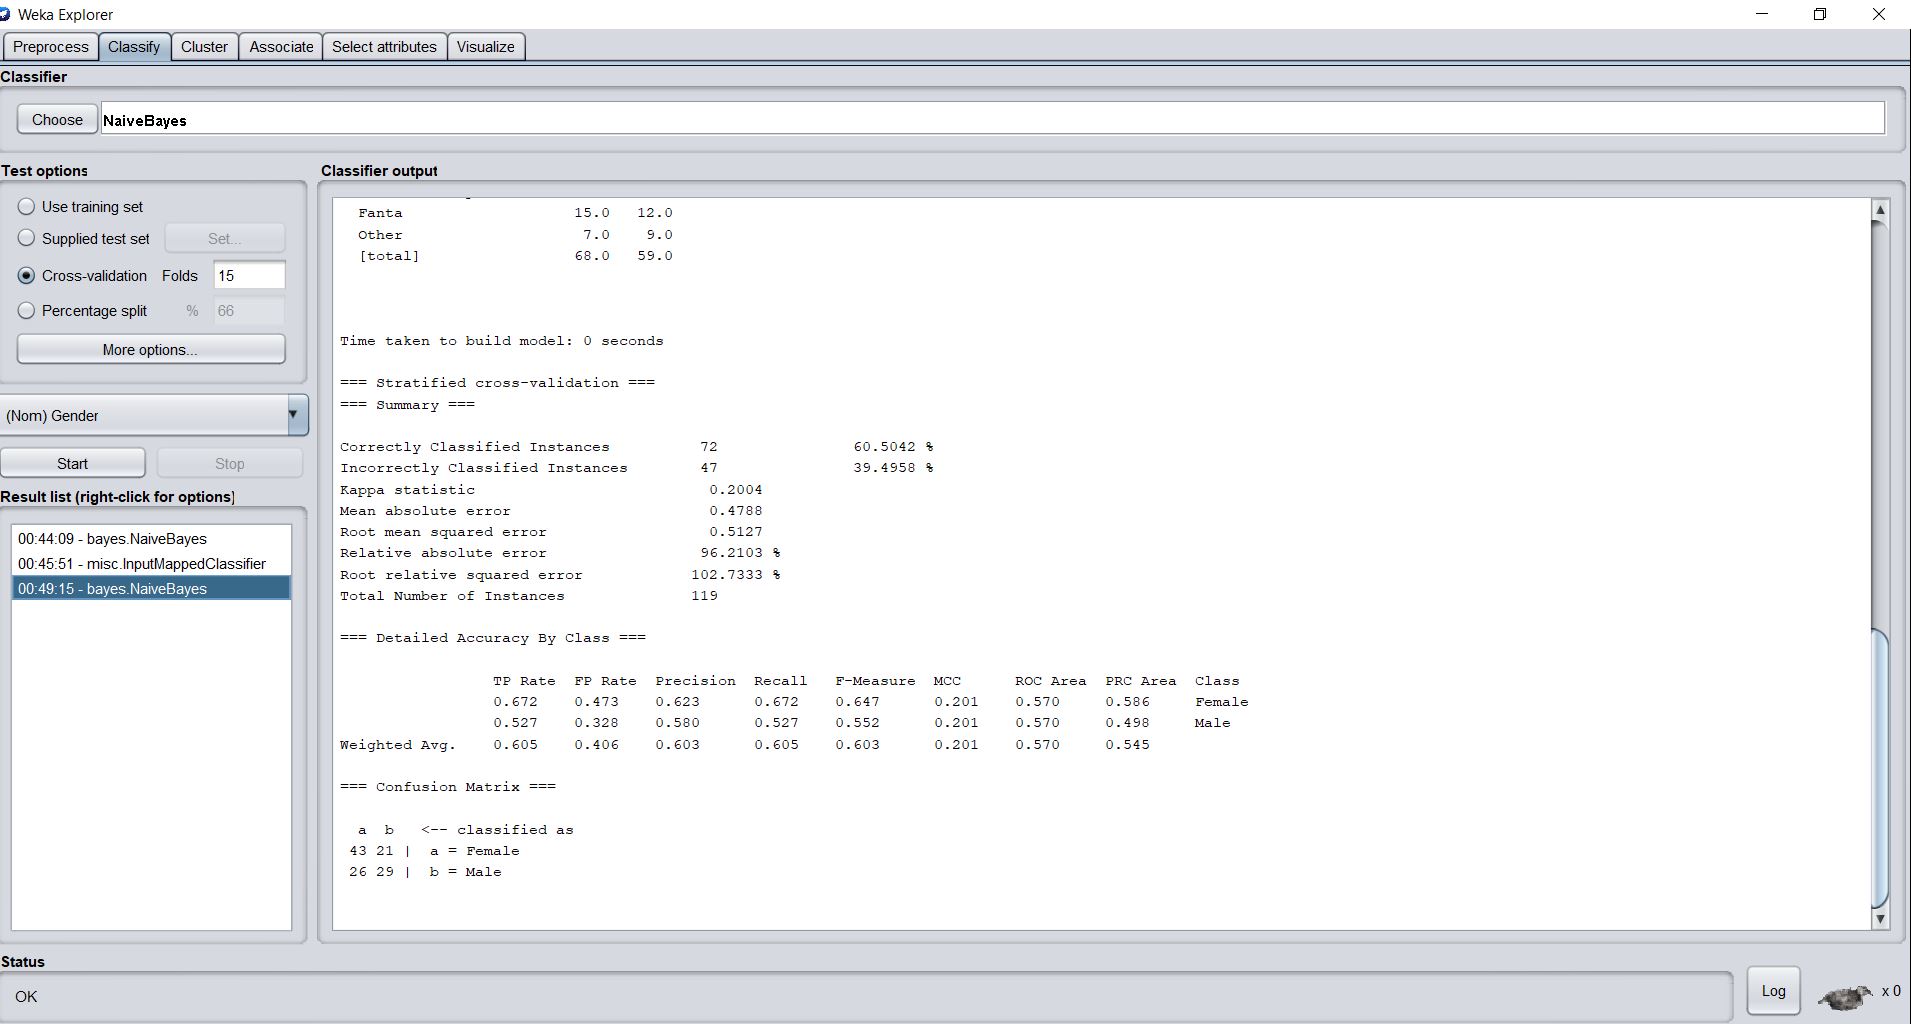 Weka Explorer
Preprocess Classify Cluster Associate Select attributes Visualize
Classifier
Choose NaiveBayes
Test options
Use training set
Supplied test set Set...
Cross-validation Folds 15
Percentage split % 66
More options...
(Nom) Gender
Start Stop
Result list (right-click for options)
00:44:09 - bayes.NaiveBayes
00:45:51 - misc.InputMappedClassifier
00:49:15 - bayes.NaiveBayes
Classifier output
Fanta 15.0 12.0
Other 7.0 9.0
[total] 68.0 59.0
Time taken to build model: 0 seconds
=== Stratified cross-validation ===
=== Summary ===
Correctly Classified Instances 72 60.5042 %
Incorrectly Classified Instances 47 39.4958 %
Kappa statistic 0.2004
Mean absolute error 0.4788
Root mean squared error 0.5127
Relative absolute error 96.2103 %
Root relative squared error 102.7333 %
Total Number of Instances 119
=== Detailed Accuracy By Class ===
TP Rate FP Rate Precision Recall F-Measure MCC ROC Area PRC Area Class
0.672 0.473 0.623 0.672 0.647 0.201 0.570 0.586 Female
0.527 0.328 0.580 0.527 0.552 0.201 0.570 0.498 Male
Weighted Avg. 0.605 0.406 0.603 0.605 0.603 0.201 0.570 0.545
=== Confusion Matrix ===
a b <-- classified as
43 21 | a = Female
26 29 | b = Male
Status
OK
Log x 0